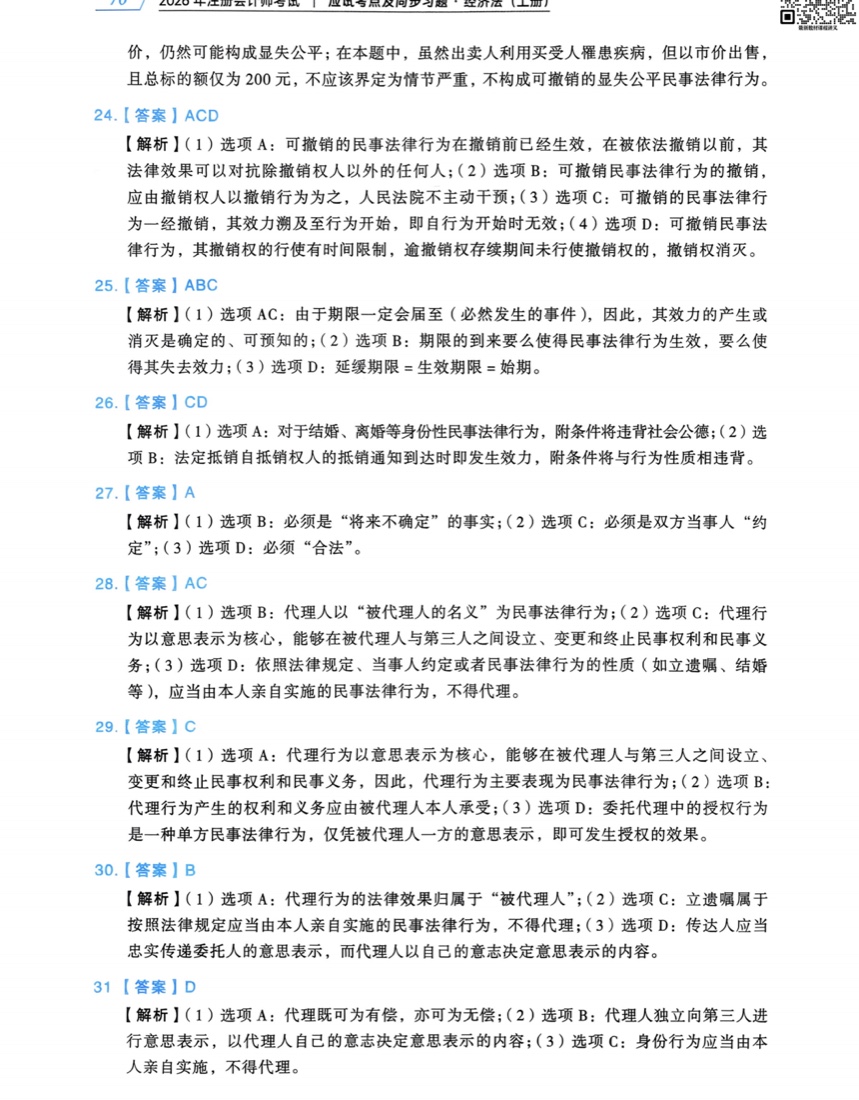 2026 年注册会计师考试 | 应试考点及同步习题·经济法（上册）
价，仍然可能构成显失公平；在本题中，虽然出卖人利用买受人罹患疾病，但以市价出售，
且总标的额仅为 200 元，不应该界定为情节严重，不构成可撤销的显失公平民事法律行为。
24.【答案】ACD
【解析】（1）选项 A：可撤销的民事法律行为在撤销前已经生效，在被依法撤销以前，其
法律效果可以对抗除撤销权人以外的任何人；（2）选项 B：可撤销民事法律行为的撤销，
应由撤销权人以撤销行为为之，人民法院不主动干预；（3）选项 C：可撤销的民事法律行
为一经撤销，其效力溯及至行为开始，即自行为开始时无效；（4）选项 D：可撤销民事法
律行为，其撤销权的行使有时间限制，逾撤销权存续期间未行使撤销权的，撤销权消灭。
25.【答案】ABC
【解析】（1）选项 AC：由于期限一定会届至（必然发生的事件），因此，其效力的产生或
消灭是确定的、可预知的；（2）选项 B：期限的到来要么使得民事法律行为生效，要么使
得其失去效力；（3）选项 D：延缓期限 = 生效期限 = 始期。
26.【答案】CD
【解析】（1）选项 A：对于结婚、离婚等身份性民事法律行为，附条件将违背社会公德；（2）选
项 B：法定抵销自抵销权人的抵销通知到达时即发生效力，附条件将与行为性质相违背。
27.【答案】A
【解析】（1）选项 B：必须是“将来不确定”的事实；（2）选项 C：必须是双方当事人“约
定”；（3）选项 D：必须“合法”。
28.【答案】AC
【解析】（1）选项 B：代理人以“被代理人的名义”为民事法律行为；（2）选项 C：代理行
为以意思表示为核心，能够在被代理人与第三人之间设立、变更和终止民事权利和民事义
务；（3）选项 D：依照法律规定、当事人约定或者民事法律行为的性质（如立遗嘱、结婚
等），应当由本人亲自实施的民事法律行为，不得代理。
29.【答案】C
【解析】（1）选项 A：代理行为以意思表示为核心，能够在被代理人与第三人之间设立、
变更和终止民事权利和民事义务，因此，代理行为主要表现为民事法律行为；（2）选项 B：
代理行为产生的权利和义务应由被代理人本人承受；（3）选项 D：委托代理中的授权行为
是一种单方民事法律行为，仅凭被代理人一方的意思表示，即可发生授权的效果。
30.【答案】B
【解析】（1）选项 A：代理行为的法律效果归属于“被代理人”；（2）选项 C：立遗嘱属于
按照法律规定应当由本人亲自实施的民事法律行为，不得代理；（3）选项 D：传达人应当
忠实传递委托人的意思表示，而代理人以自己的意志决定意思表示的内容。
31【答案】D
【解析】（1）选项 A：代理既可为有偿，亦可为无偿；（2）选项 B：代理人独立向第三人进
行意思表示，以代理人自己的意志决定意思表示的内容；（3）选项 C：身份行为应当由本
人亲自实施，不得代理。